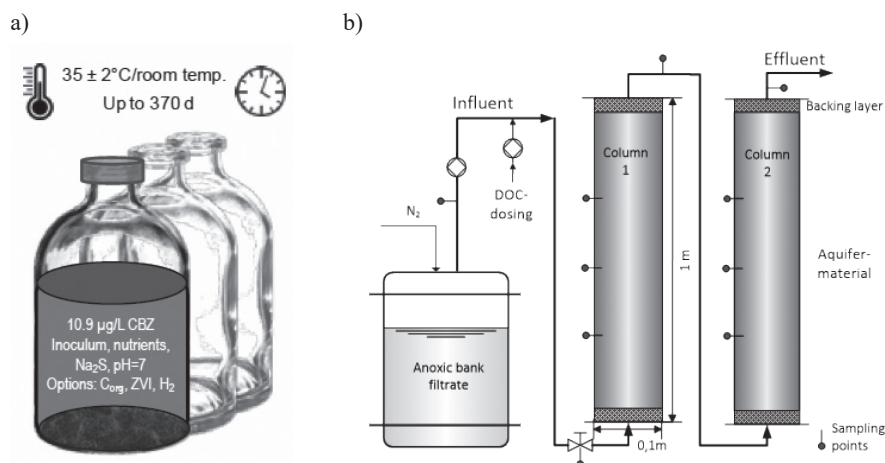 a)
35 ± 2°C/room temp.
Up to 370 d
10.9 µg/L CBZ
Inoculum, nutrients,
Na₂S, pH=7
Options: Cₒᵣg, ZVI, H₂
b)
Influent
Effluent
Backing layer
Column
1
Column
2
DOC-
dosing
N₂
1 m
Aquifer-
material
Anoxic bank
filtrate
0,1m
Sampling
points